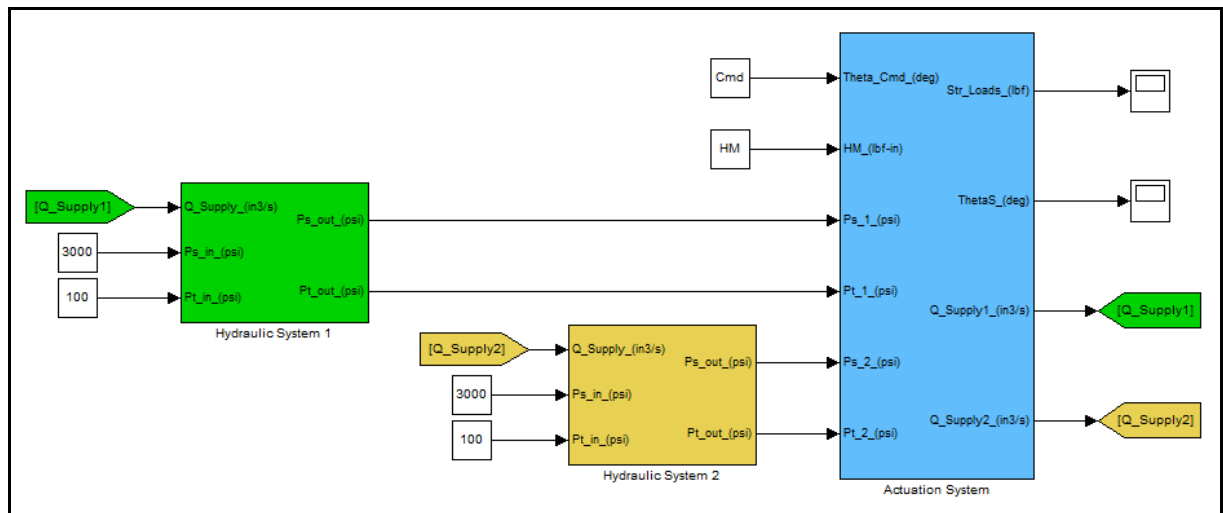 Cmd
Theta_Cmd_(deg)
Str_Loads_(lbf)
HM
HM_(lbf-in)
[Q_Supply1]
Q_Supply_(in3/s)
Ps_out_(psi)
3000
Ps_in_(psi)
100
Pt_in_(psi)
Pt_out_(psi)
Hydraulic System 1
ThetaS_(deg)
Ps_1_(psi)
Pt_1_(psi)
Q_Supply1_(in3/s)
[Q_Supply1]
[Q_Supply2]
Q_Supply_(in3/s)
Ps_out_(psi)
3000
Ps_in_(psi)
100
Pt_in_(psi)
Pt_out_(psi)
Hydraulic System 2
Ps_2_(psi)
Pt_2_(psi)
Q_Supply2_(in3/s)
[Q_Supply2]
Actuation System